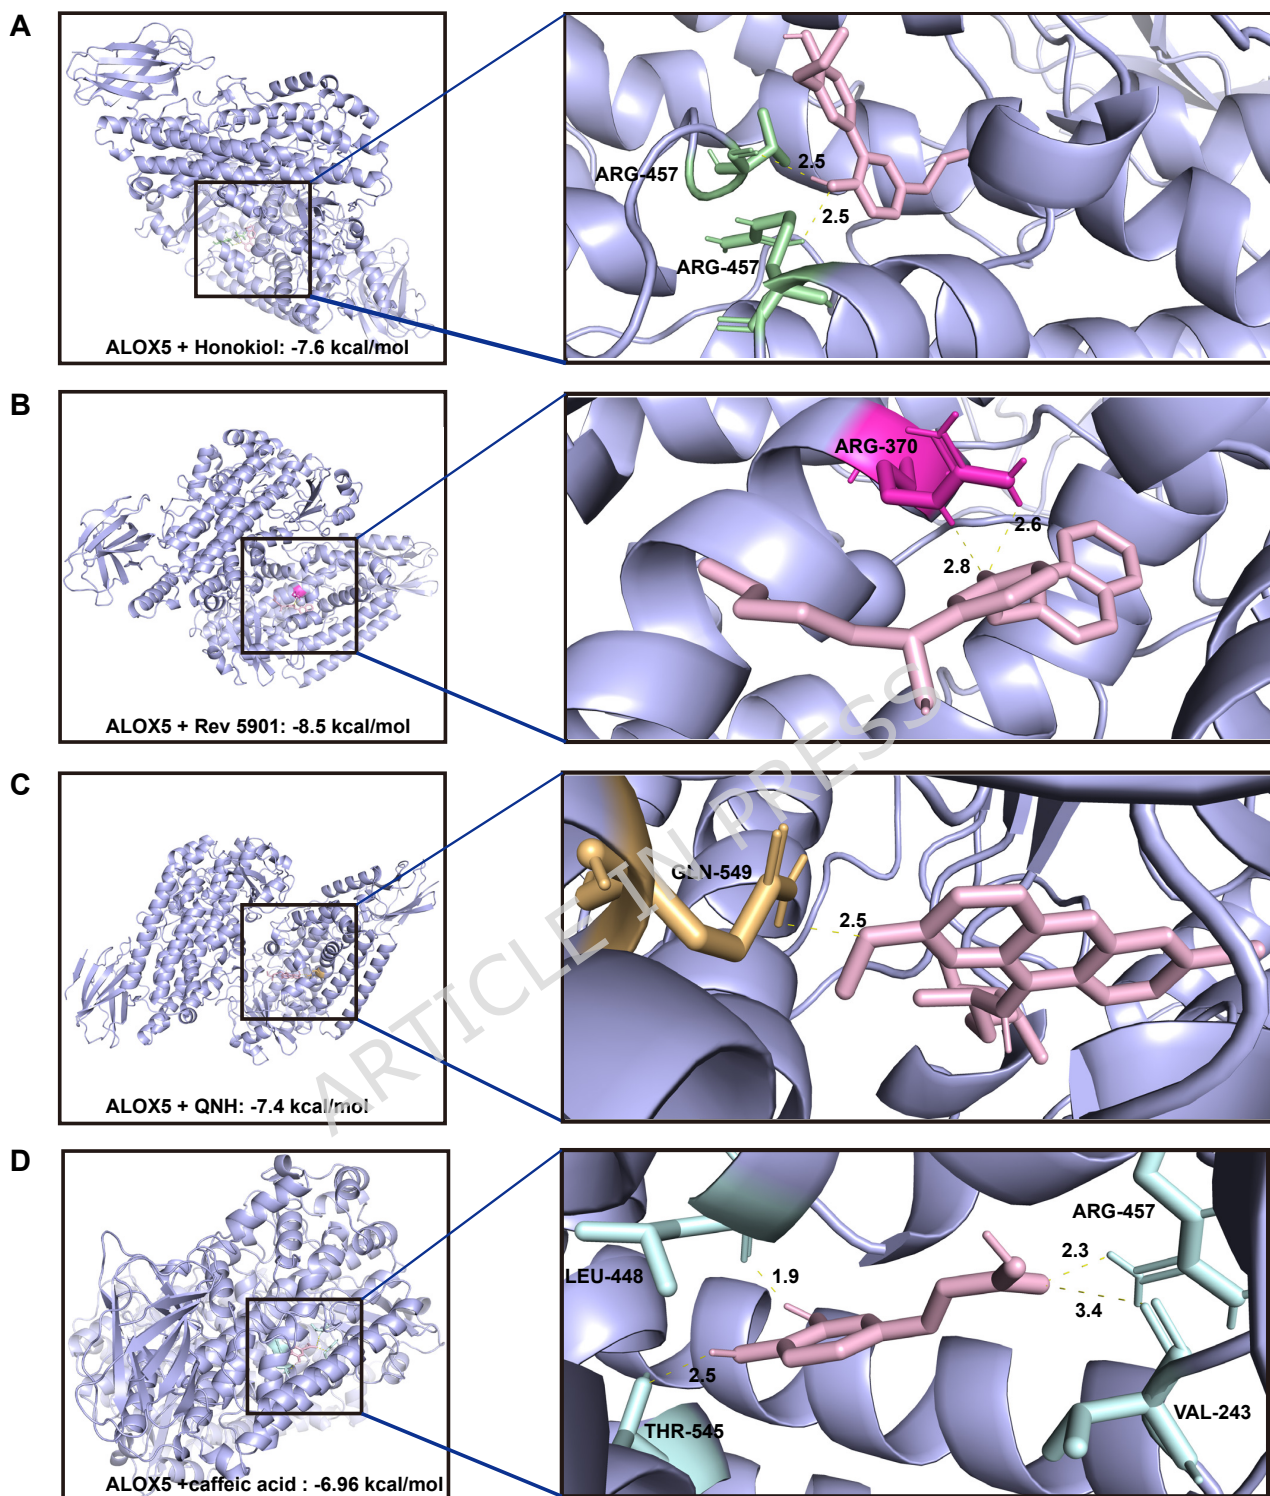 A
ARG-457
2.5
2.5
ARG-457
ALOX5 + Honokiol: -7.6 kcal/mol
B
ARG-370
2.6
2.8
ALOX5 + Rev 5901: -8.5 kcal/mol
C
GLN-549
2.5
ALOX5 + QNH: -7.4 kcal/mol
ARTICLE IN PRESS
D
ARG-457
2.3
LEU-448
1.9
3.4
2.5
THR-545
VAL-243
ALOX5 +caffeic acid : -6.96 kcal/mol